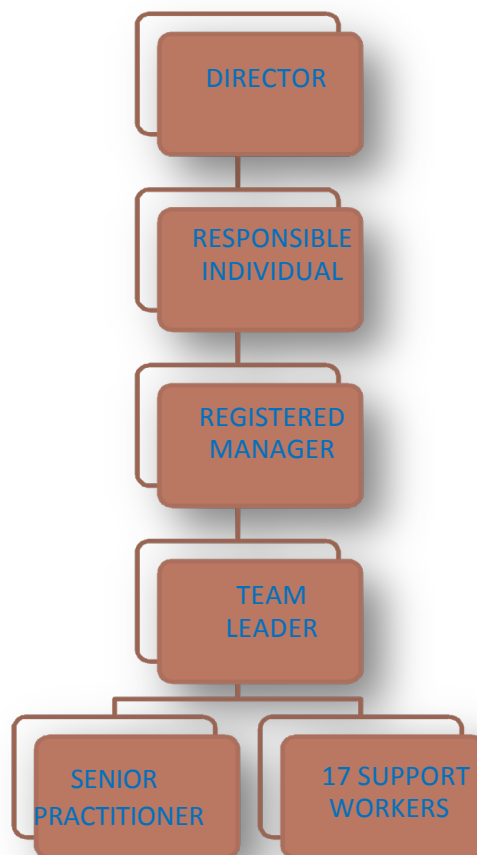 DIRECTOR
RESPONSIBLE
INDIVIDUAL
REGISTERED
MANAGER
TEAM
LEADER
SENIOR
PRACTITIONER
17 SUPPORT
WORKERS